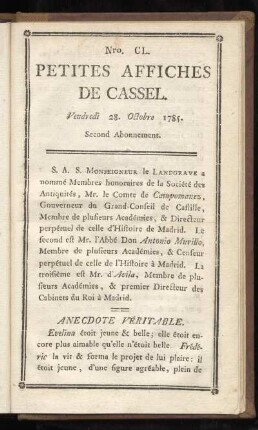 Nro. CL.
PETITES AFFICHES
DE CASSEL.
Vendredi 28. Octobre 1785.
Second Abonnement.
S. A. S. Monseigneur le Landgrave a
nommé Membres honoraires de la Société des
Antiquités, Mr. le Comte de Campomanes,
Gouverneur du Grand-Conseil de Castille,
Membre de plusieurs Académies, & Directeur
perpétuel de celle d'Histoire de Madrid. Le
second est Mr. l'Abbé Don Antonio Murillo,
Membre de plusieurs Académies, & Censeur
perpétuel de celle de l'Histoire à Madrid. Le
troisième est Mr. d'Avila, Membre de plu-
sieurs Académies, & premier Directeur des
Cabinets du Roi à Madrid.
ANECDOTE VÉRITABLE.
Evelina étoit jeune & belle; elle étoit en-
core plus aimable qu'elle n'étoit belle. Frédé-
ric la vit & forma le projet de lui plaire: il
étoit jeune, d'une figure agréable, plein de